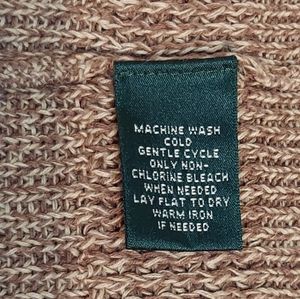 MACHINE WASH
COLD
GENTLE CYCLE
ONLY NON-
CHLORINE BLEACH
WHEN NEEDED
LAY FLAT TO DRY
WARM IRON
IF NEEDED